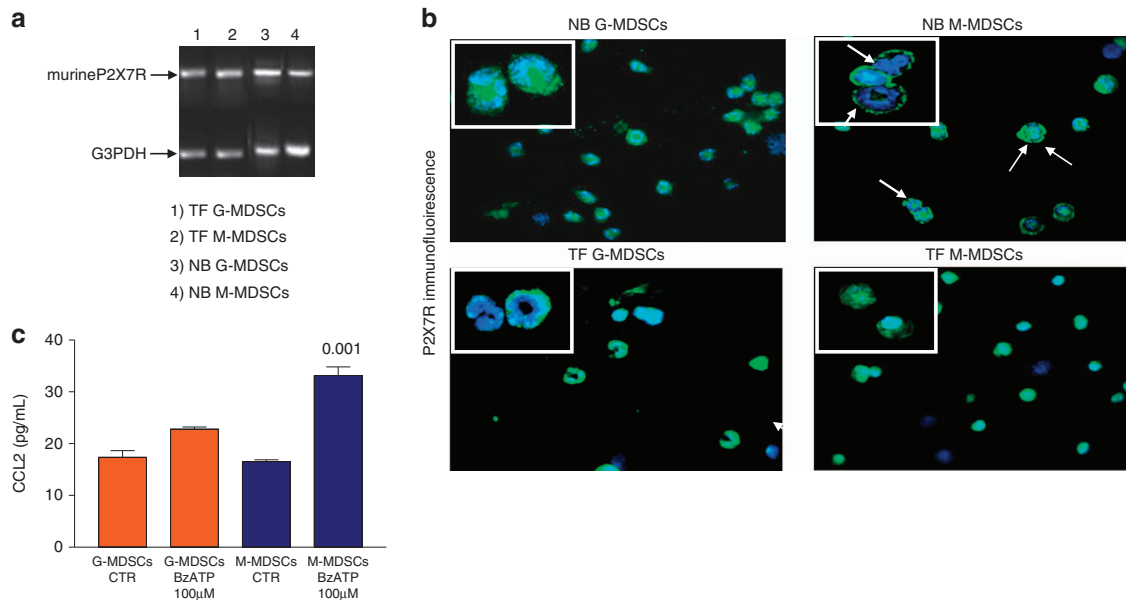 a
1 2 3 4
murineP2X7R
G3PDH
1) TF G-MDSCs
2) TF M-MDSCs
3) NB G-MDSCs
4) NB M-MDSCs
b
NB G-MDSCs
NB M-MDSCs
P2X7R immunofluoirescence
TF G-MDSCs
TF M-MDSCs
c
40
30
20
10
0
CCL2 (pg/mL)
0.001
G-MDSCs
CTR
G-MDSCs
BzATP
100μM
M-MDSCs
CTR
M-MDSCs
BzATP
100μM